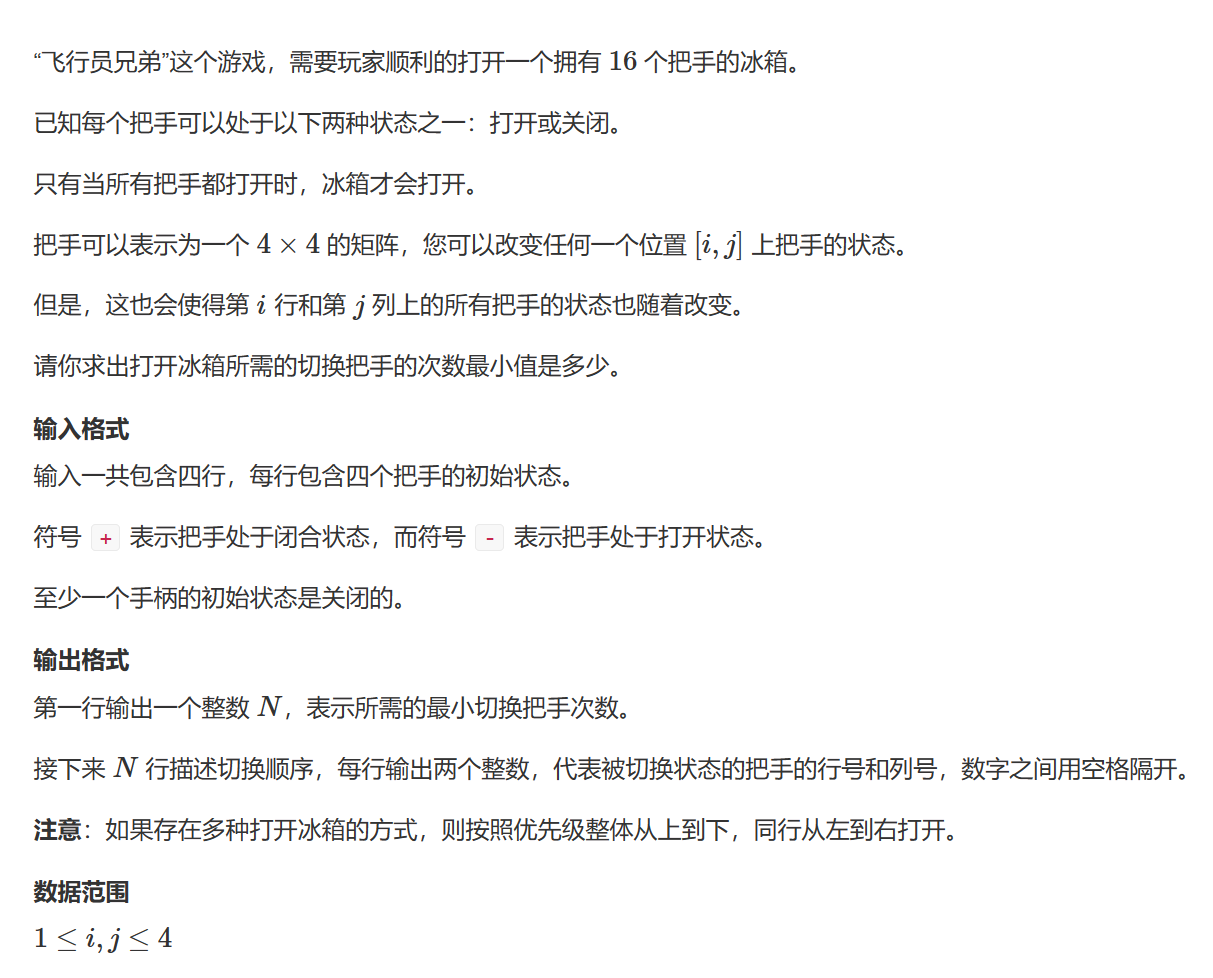 “飞行员兄弟”这个游戏，需要玩家顺利的打开一个拥有 16 个把手的冰箱。
已知每个把手可以处于以下两种状态之一：打开或关闭。
只有当所有把手都打开时，冰箱才会打开。
把手可以表示为一个 4 × 4 的矩阵，您可以改变任何一个位置 [i, j] 上把手的状态。
但是，这也会使得第 i 行和第 j 列上的所有把手的状态也随着改变。
请你求出打开冰箱所需的切换把手的次数最小值是多少。
输入格式
输入一共包含四行，每行包含四个把手的初始状态。
符号 + 表示把手处于闭合状态，而符号 - 表示把手处于打开状态。
至少一个手柄的初始状态是关闭的。
输出格式
第一行输出一个整数 N，表示所需的最小切换把手次数。
接下来 N 行描述切换顺序，每行输出两个整数，代表被切换状态的把手的行号和列号，数字之间用空格隔开。
注意：如果存在多种打开冰箱的方式，则按照优先级整体从上到下，同行从左到右打开。
数据范围
1 ≤ i, j ≤ 4